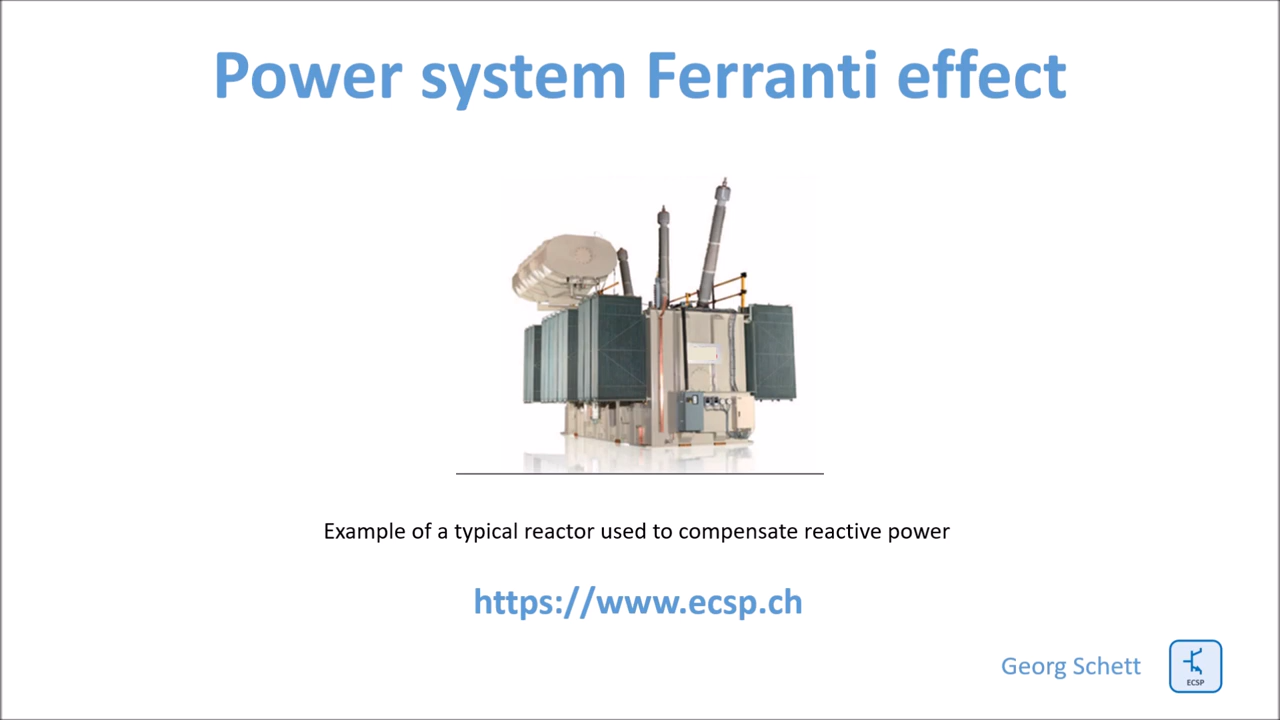 Power system Ferranti effect
Example of a typical reactor used to compensate reactive power
https://www.ecsp.ch
Georg Schett
ECSP